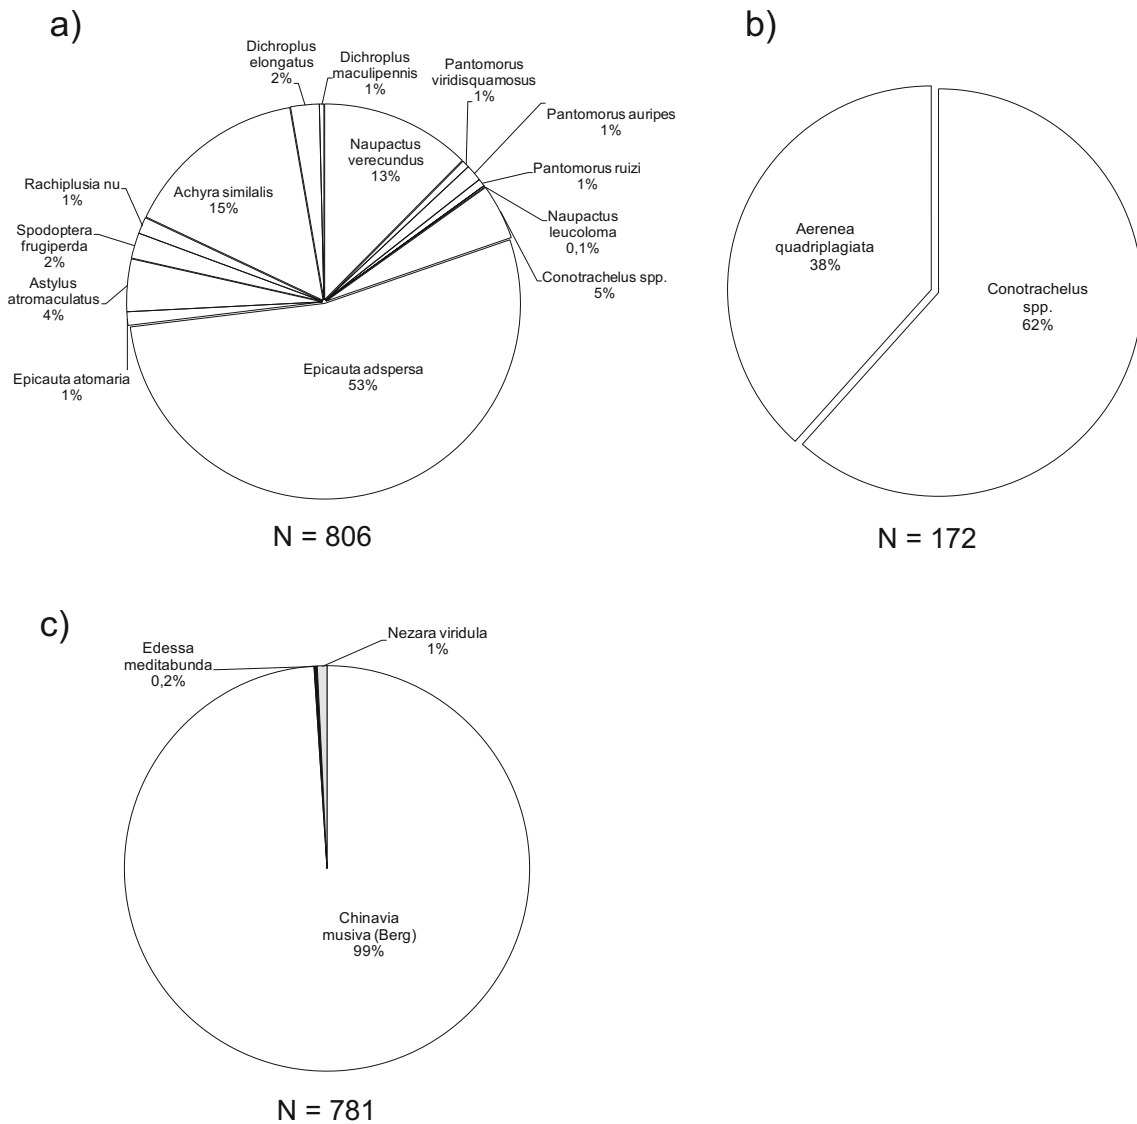 a)
Dichroplus
elongatus
2%
Dichroplus
maculipennis
1%
Pantomorus
viridisquamosus
1%
Pantomorus auripes
1%
Naupactus
verecundus
13%
Pantomorus ruizi
1%
Naupactus
leucoloma
0,1%
Conotrachelus spp.
5%
Epicauta adspersa
53%
Epicauta atomaria
1%
Astylus
atromaculatus
4%
Spodoptera
frugiperda
2%
Rachiplusia nu
1%
Achyra similalis
15%
N = 806
b)
Aerenea
quadriplagiata
38%
Conotrachelus
spp.
62%
N = 172
c)
Edessa
meditabunda
0,2%
Nezara viridula
1%
Chinavia
musiva (Berg)
99%
N = 781